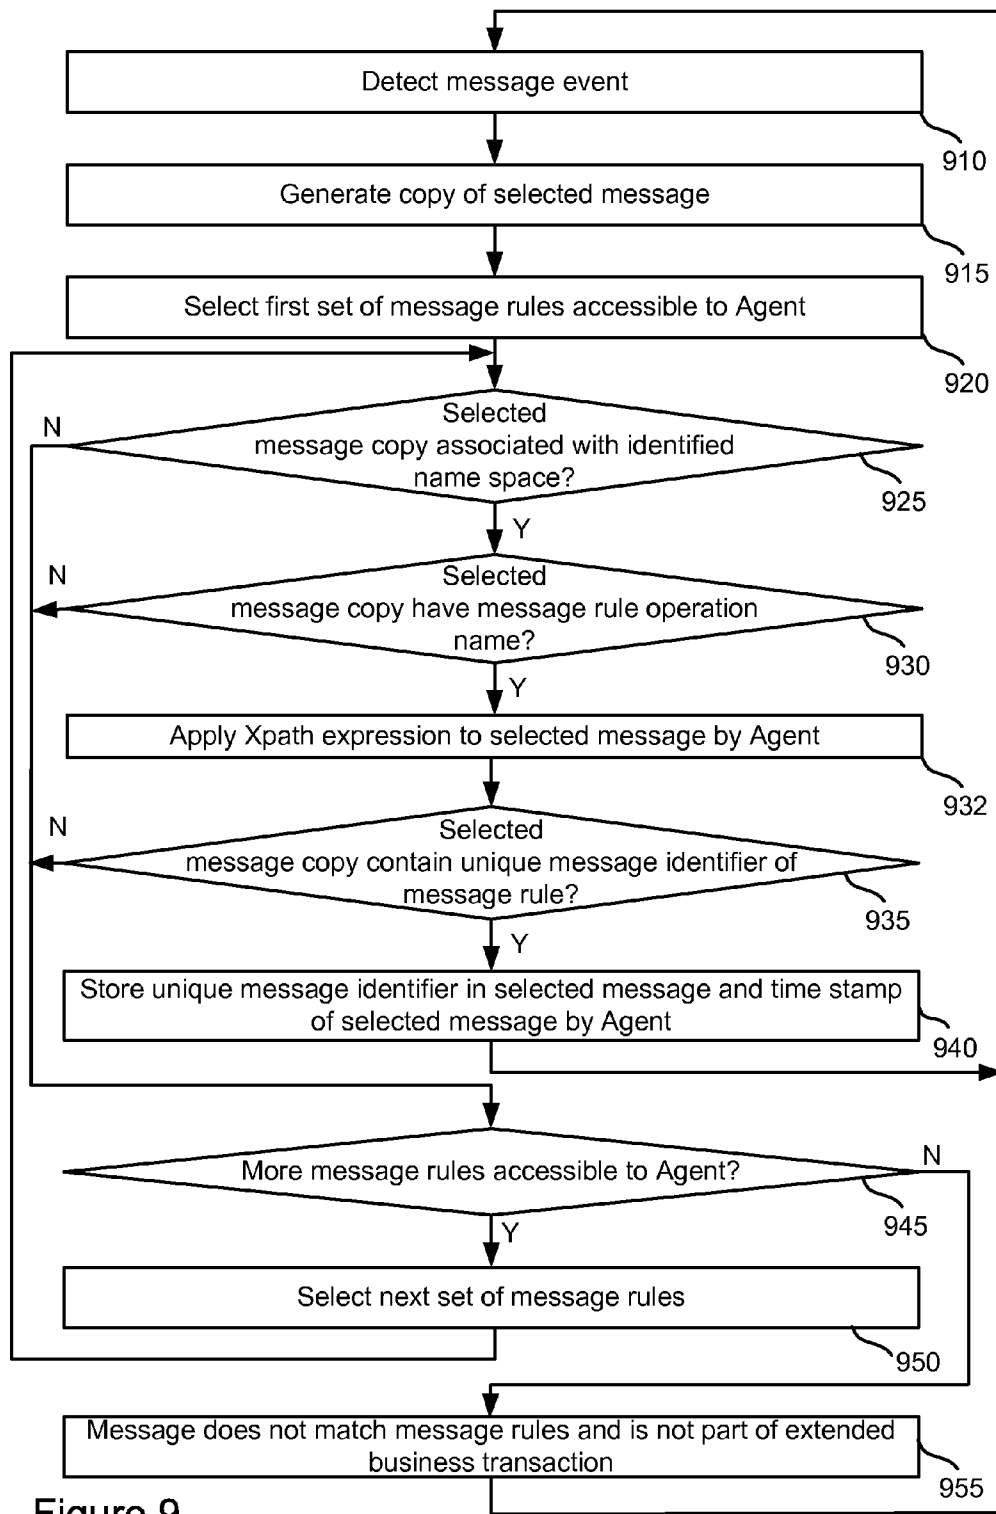 Detect message event
910
Generate copy of selected message
915
Select first set of message rules accessible to Agent
920
Selected
message copy associated with identified
name space?
N
925
Y
Selected
message copy have message rule operation
name?
N
930
Y
Apply Xpath expression to selected message by Agent
932
Selected
message copy contain unique message identifier of
message rule?
N
935
Y
Store unique message identifier in selected message and time stamp
of selected message by Agent
940
More message rules accessible to Agent?
N
945
Y
Select next set of message rules
950
Message does not match message rules and is not part of extended
business transaction
955
Figure 9